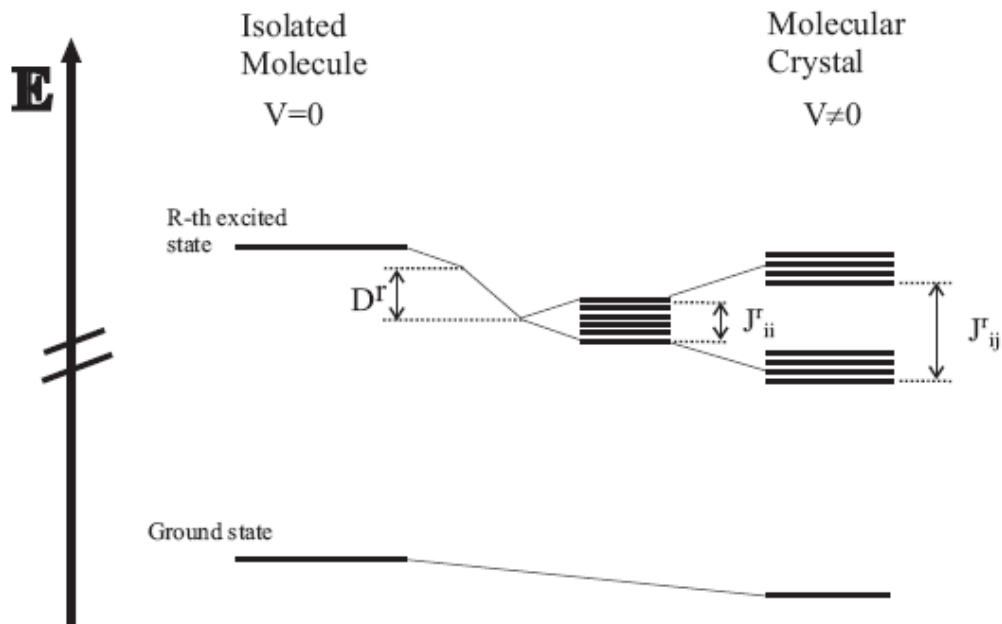 Isolated
Molecule
V=0
Molecular
Crystal
V≠0
E
R-th excited
state
D^r
J^r_ii
J^r_ij
Ground state